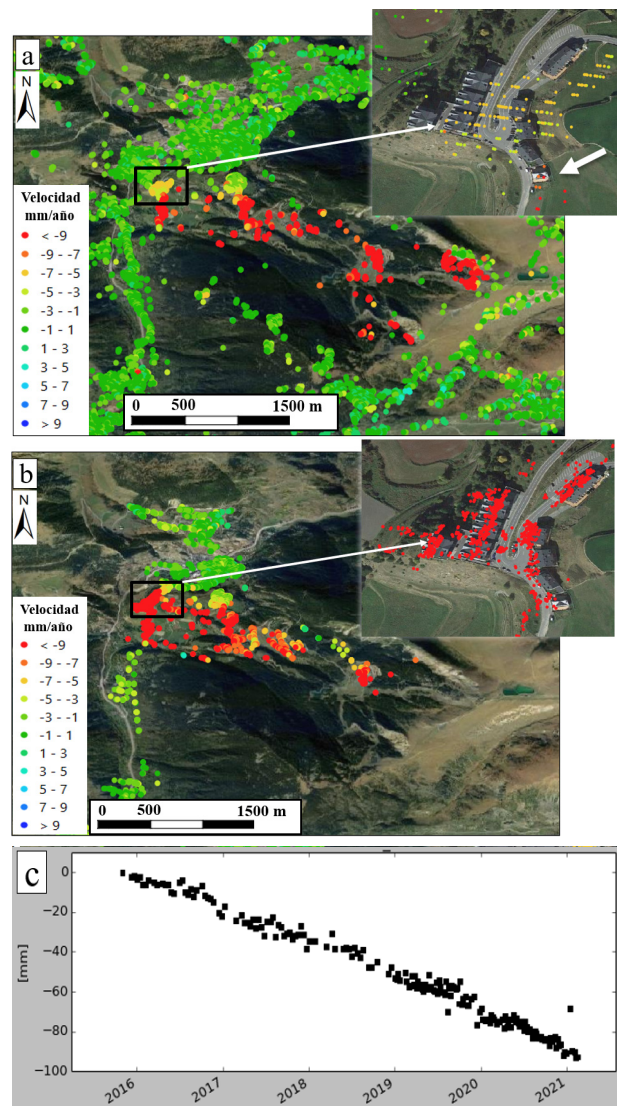 a
N
Velocidad
mm/año
< -9
-9 - -7
-7 - -5
-5 - -3
-3 - -1
-1 - 1
1 - 3
3 - 5
5 - 7
7 - 9
> 9
0 500 1500 m
b
N
Velocidad
mm/año
< -9
-9 - -7
-7 - -5
-5 - -3
-3 - -1
-1 - 1
1 - 3
3 - 5
5 - 7
7 - 9
> 9
0 500 1500 m
c
0
−20
−40
−60
−80
−100
[mm]
2016 2017 2018 2019 2020 2021